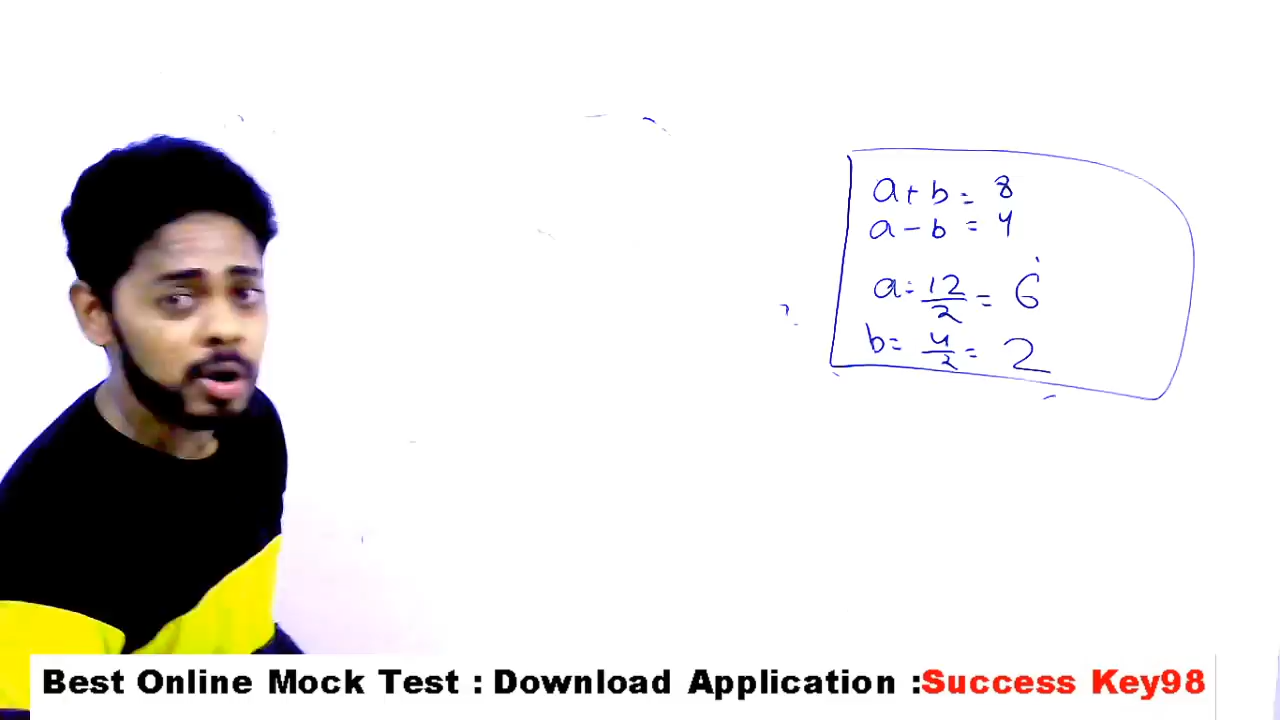 a + b = 8
a - b = 4
a = 12/2 = 6
b = 4/2 = 2
Best Online Mock Test : Download Application :Success Key98